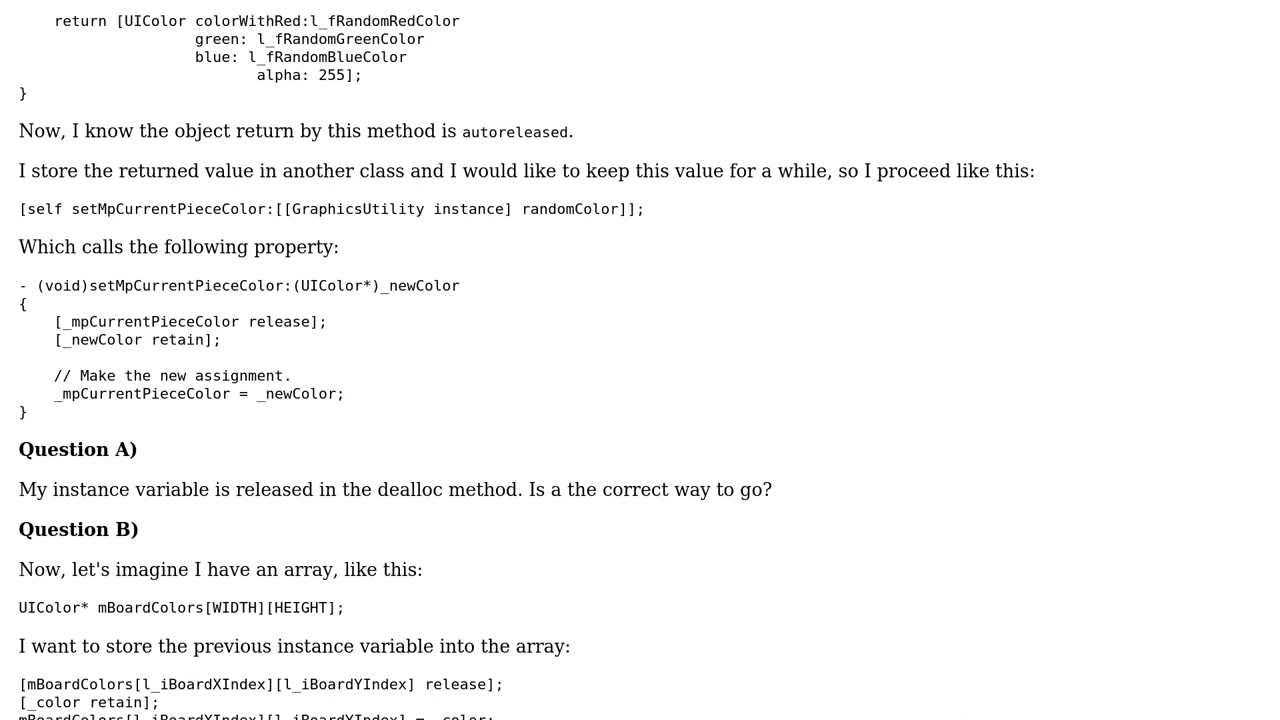 return [UIColor colorWithRed:l_fRandomRedColor
green: l_fRandomGreenColor
blue: l_fRandomBlueColor
alpha: 255];
}
Now, I know the object return by this method is autoreleased.
I store the returned value in another class and I would like to keep this value for a while, so I proceed like this:
[self setMpCurrentPieceColor:[[GraphicsUtility instance] randomColor]];
Which calls the following property:
- (void)setMpCurrentPieceColor:(UIColor*)_newColor
{
[_mpCurrentPieceColor release];
[_newColor retain];
// Make the new assignment.
_mpCurrentPieceColor = _newColor;
}
Question A)
My instance variable is released in the dealloc method. Is a the correct way to go?
Question B)
Now, let's imagine I have an array, like this:
UIColor* mBoardColors[WIDTH][HEIGHT];
I want to store the previous instance variable into the array:
[mBoardColors[l_iBoardXIndex][l_iBoardYIndex] release];
[_color retain];
mBoardColors[l_iBoardXIndex][l_iBoardYIndex] = _color;